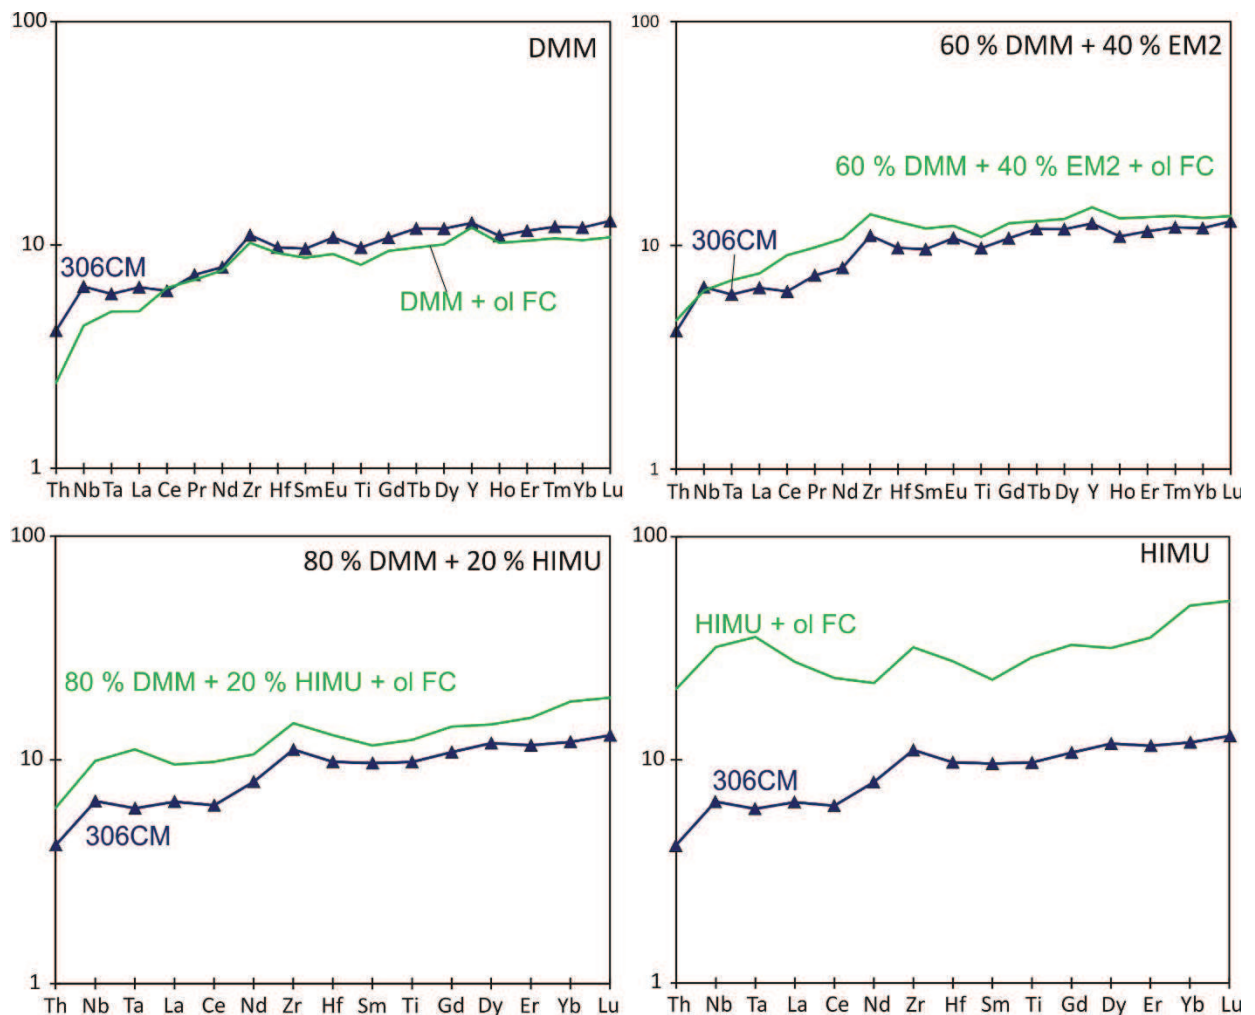 100
DMM
10
306CM
DMM + ol FC
1
Th Nb Ta La Ce Pr Nd Zr Hf Sm Eu Ti Gd Tb Dy Y Ho Er Tm Yb Lu
100
60 % DMM + 40 % EM2
60 % DMM + 40 % EM2 + ol FC
10
306CM
1
Th Nb Ta La Ce Pr Nd Zr Hf Sm Eu Ti Gd Tb Dy Y Ho Er Tm Yb Lu
100
80 % DMM + 20 % HIMU
80 % DMM + 20 % HIMU + ol FC
10
306CM
1
Th Nb Ta La Ce Nd Zr Hf Sm Ti Gd Dy Er Yb Lu
100
HIMU
HIMU + ol FC
10
306CM
1
Th Nb Ta La Ce Nd Zr Hf Sm Ti Gd Dy Er Yb Lu